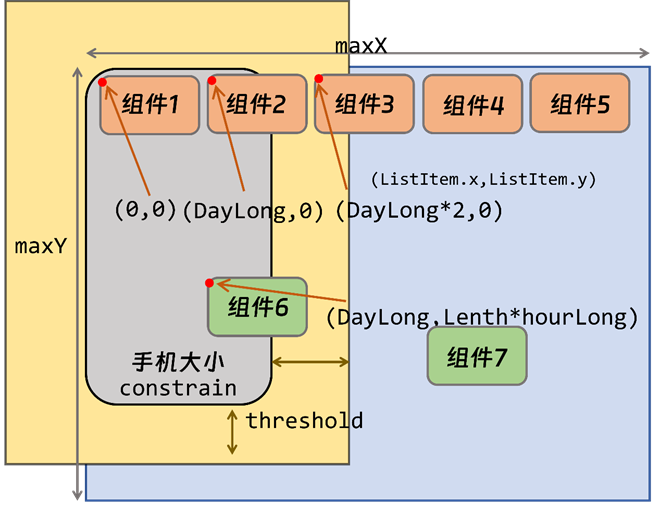 maxX
组件1 组件2 组件3 组件4 组件5
(ListItem.x,ListItem.y)
(0,0) (DayLong,0) (DayLong*2,0)
maxY
组件6
(DayLong,Lenth*hourLong)
组件7
手机大小
constrain
threshold